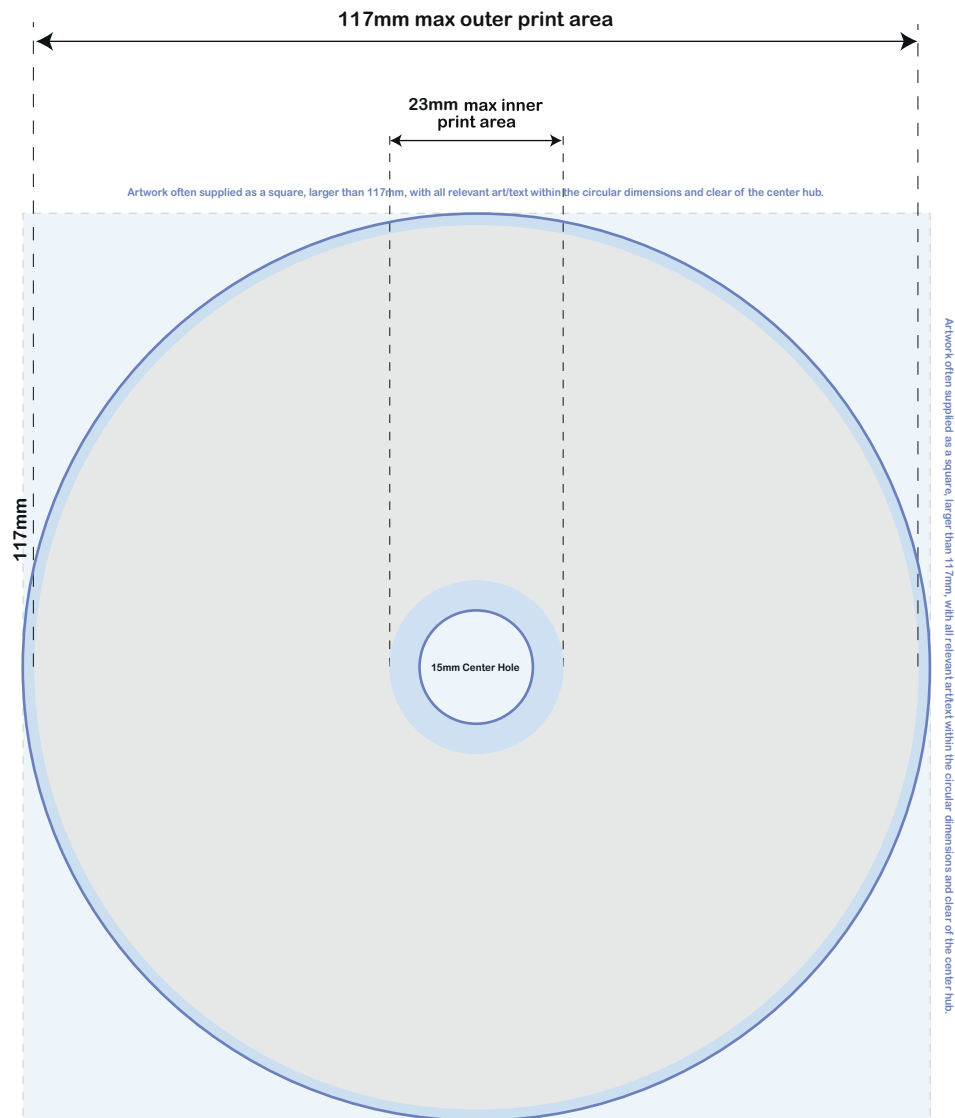 117mm max outer print area
23mm max inner
print area
Artwork often supplied as a square, larger than 117mm, with all relevant art/text within the circular dimensions and clear of the center hub.
117mm
15mm Center Hole
Artwork often supplied as a square, larger than 117mm, with all relevant art/text within the circular dimensions and clear of the center hub.